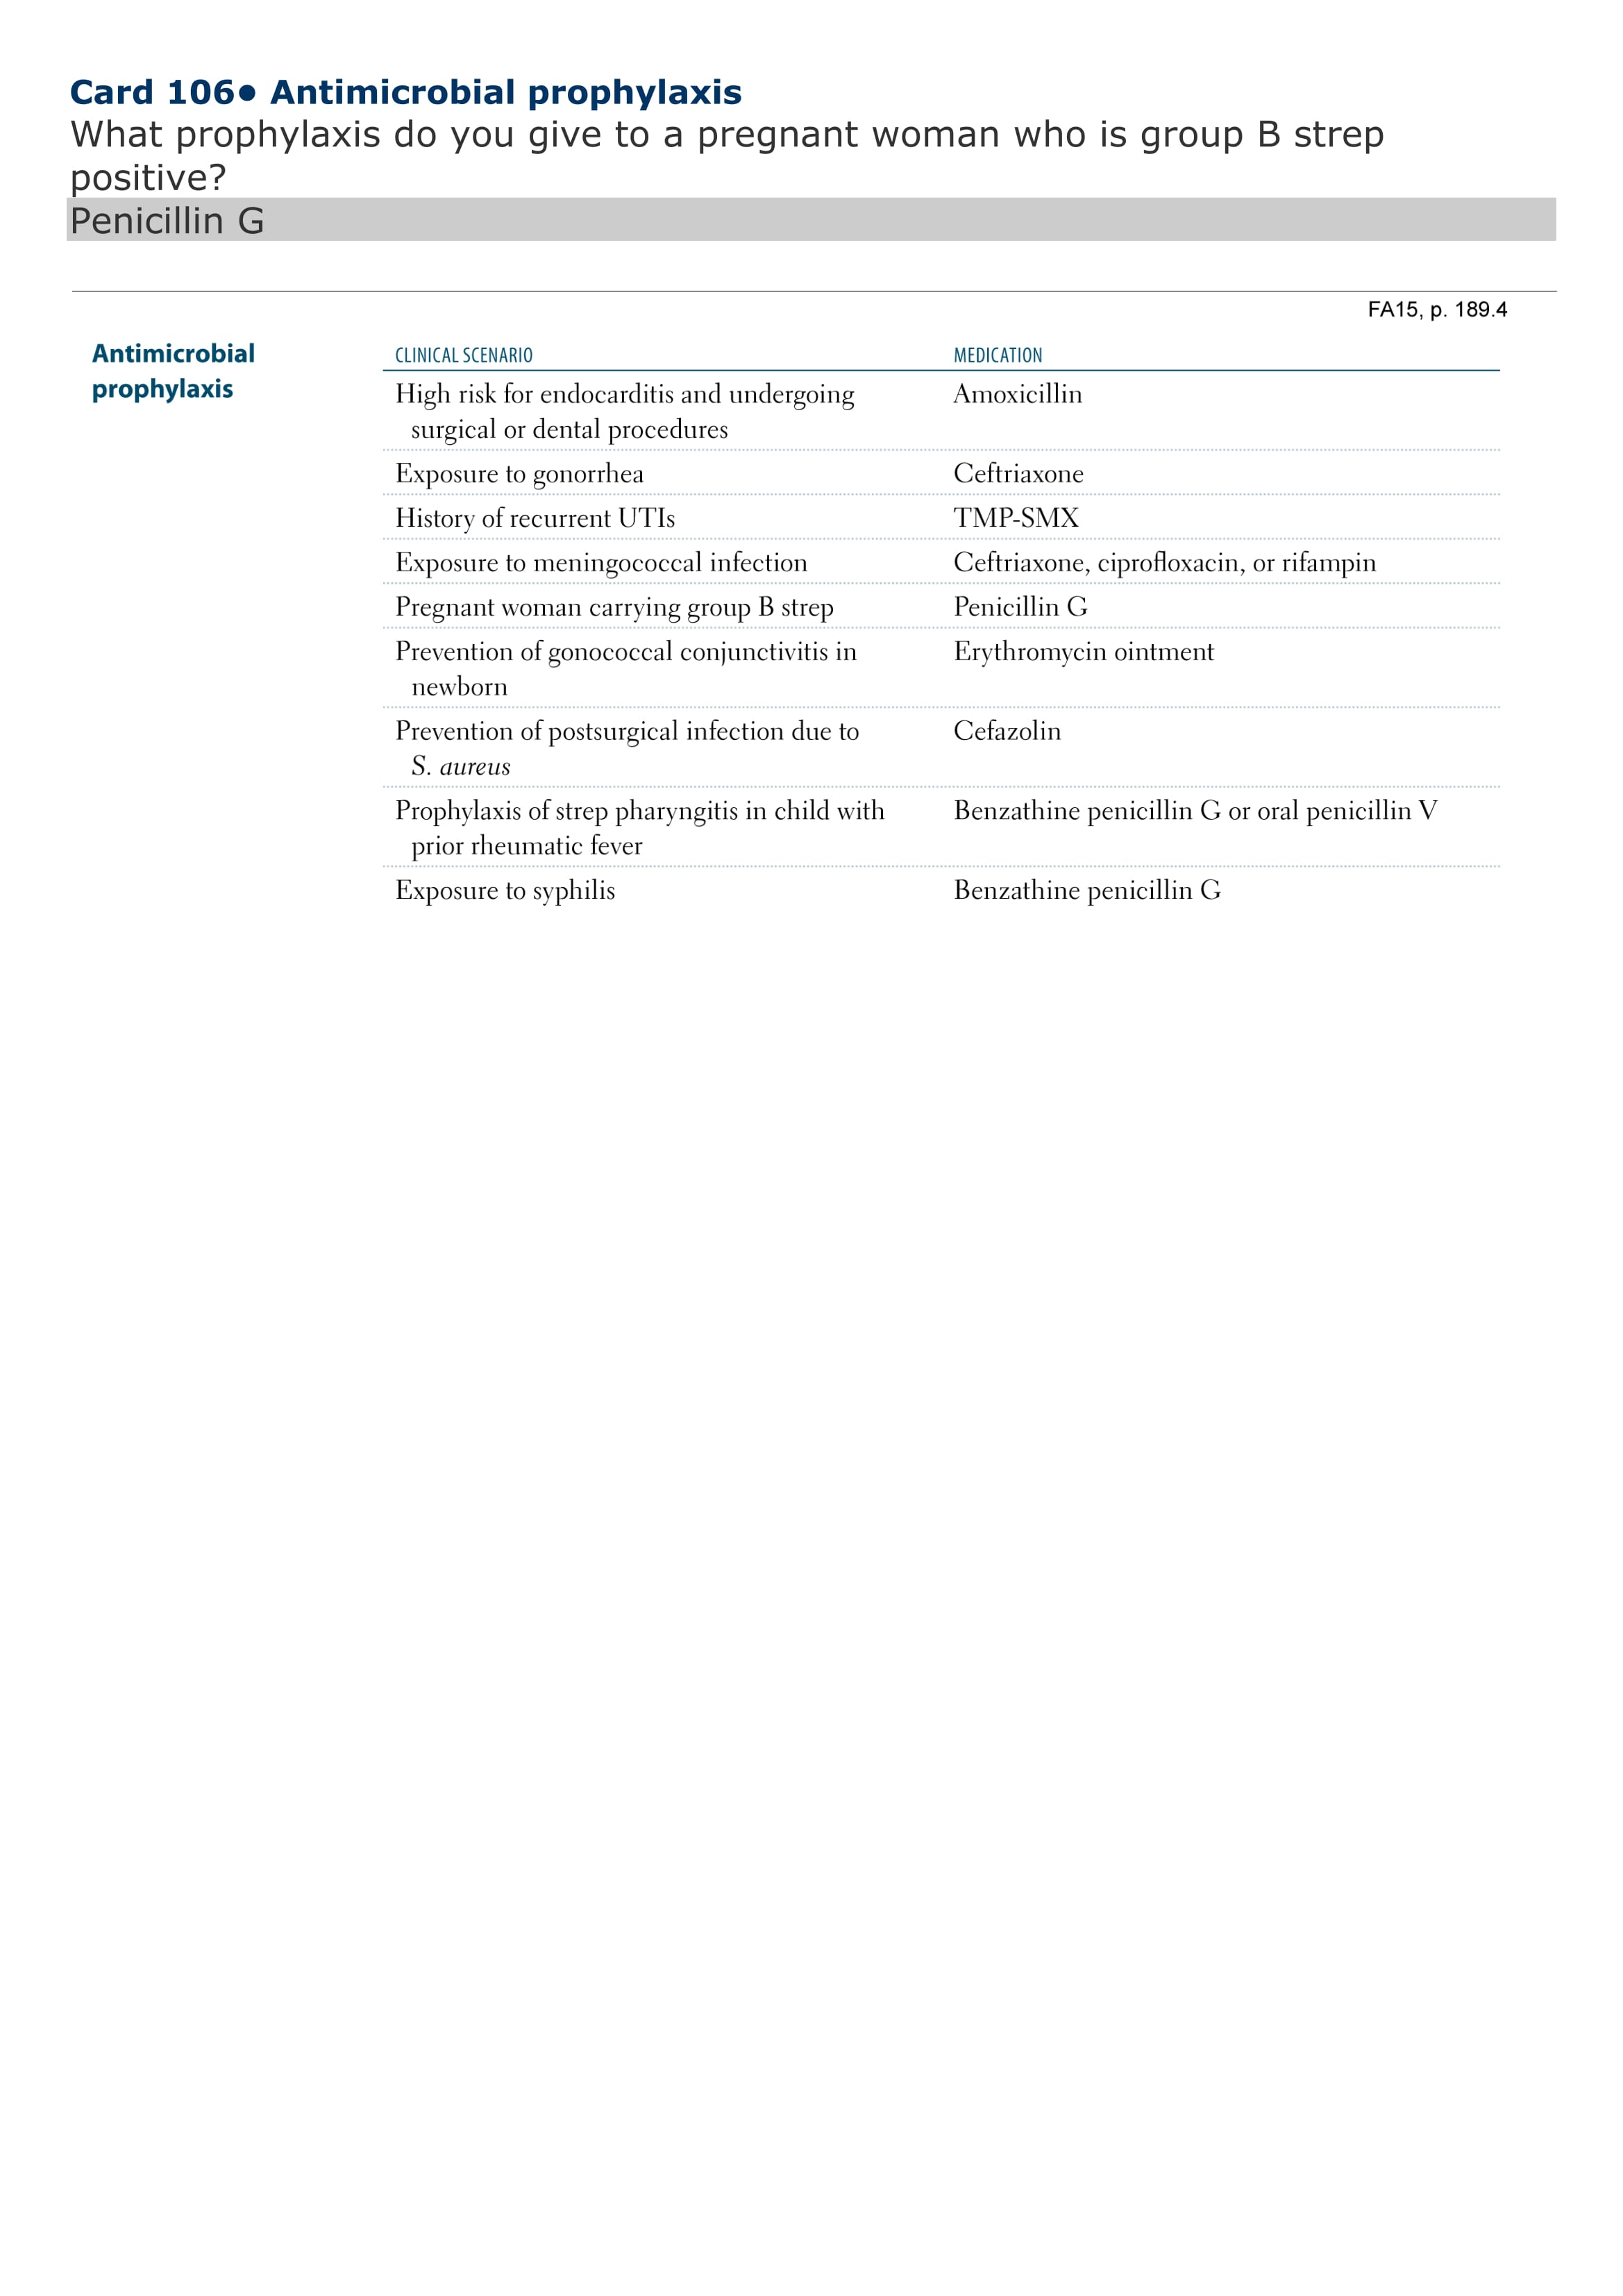 Card 106• Antimicrobial prophylaxis
What prophylaxis do you give to a pregnant woman who is group B strep
positive?
Penicillin G
FA15, p. 189.4
Antimicrobial
prophylaxis
CLINICAL SCENARIO MEDICATION
High risk for endocarditis and undergoing Amoxicillin
surgical or dental procedures
Exposure to gonorrhea Ceftriaxone
History of recurrent UTIs TMP-SMX
Exposure to meningococcal infection Ceftriaxone, ciprofloxacin, or rifampin
Pregnant woman carrying group B strep Penicillin G
Prevention of gonococcal conjunctivitis in Erythromycin ointment
newborn
Prevention of postsurgical infection due to Cefazolin
S. aureus
Prophylaxis of strep pharyngitis in child with Benzathine penicillin G or oral penicillin V
prior rheumatic fever
Exposure to syphilis Benzathine penicillin G